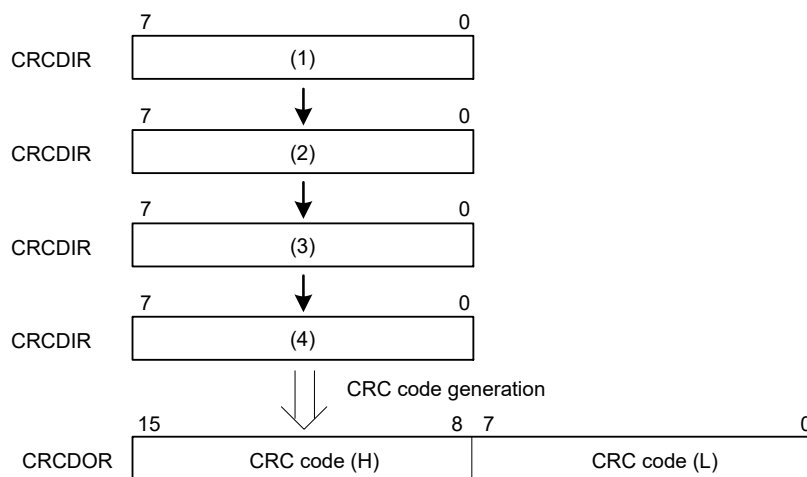 7 0
CRCDIR (1)
7 0
CRCDIR (2)
7 0
CRCDIR (3)
7 0
CRCDIR (4)
CRC code generation
15 8 7 0
CRCDOR CRC code (H) CRC code (L)